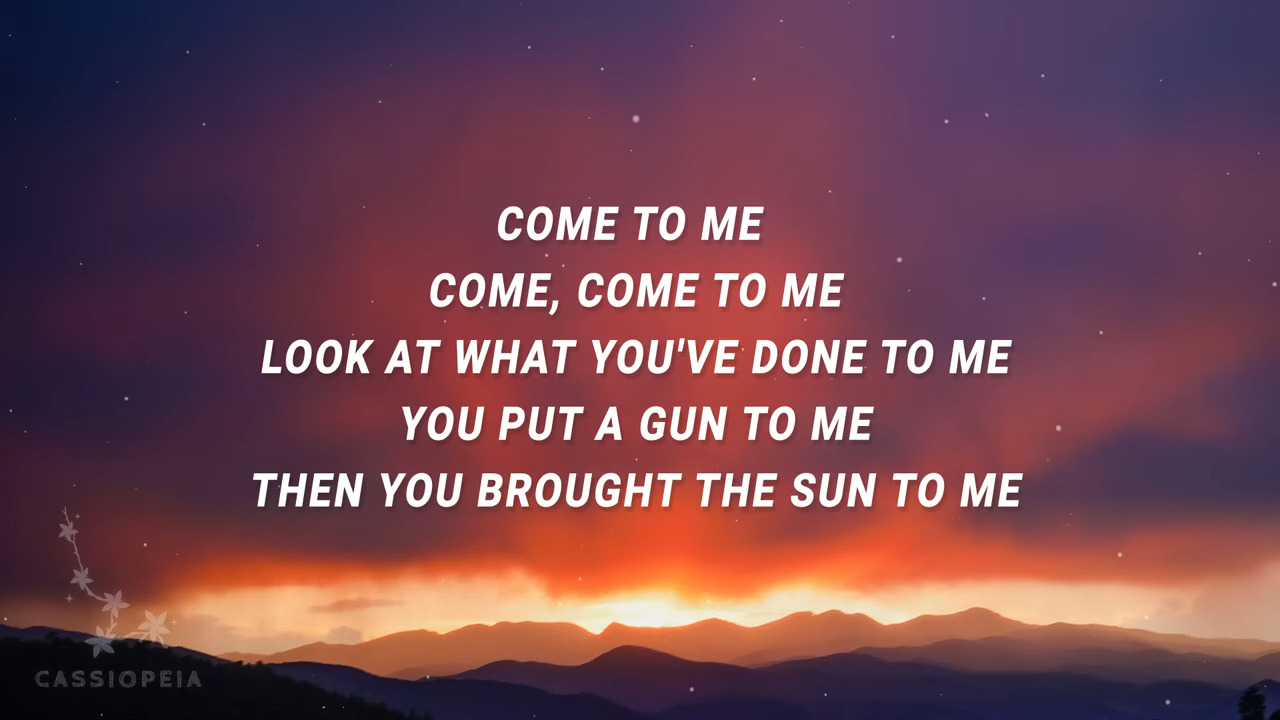 COME TO ME
COME, COME TO ME
LOOK AT WHAT YOU'VE DONE TO ME
YOU PUT A GUN TO ME
THEN YOU BROUGHT THE SUN TO ME
CASSIOPEIA